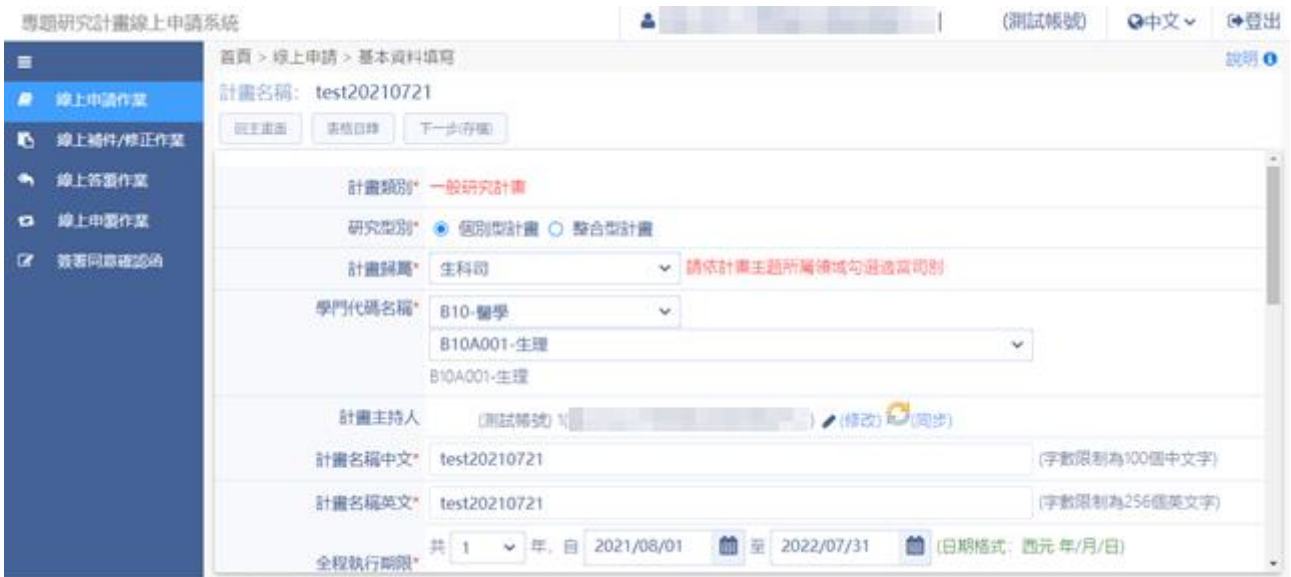 專題研究計畫線上申請系統
(測試帳號)
中文
登出
首頁 > 線上申請 > 基本資料填寫
說明
線上申請作業
線上補件/修正作業
線上答覆作業
線上申覆作業
簽署同意確認函
計畫名稱: test20210721
回主畫面 表格目錄 下一步(存檔)
計畫類別* 一般研究計畫
研究型別* 個別型計畫 整合型計畫
計畫歸屬* 生科司 請依計畫主題所屬領域勾選適當司別
學門代碼名稱* B10-醫學
B10A001-生理
B10A001-生理
計畫主持人 (測試帳號) 1( ) (修改) (同步)
計畫名稱中文* test20210721 (字數限制為100個中文字)
計畫名稱英文* test20210721 (字數限制為256個英文字)
全程執行期限* 共 1 年, 自 2021/08/01 至 2022/07/31 (日期格式: 西元 年/月/日)